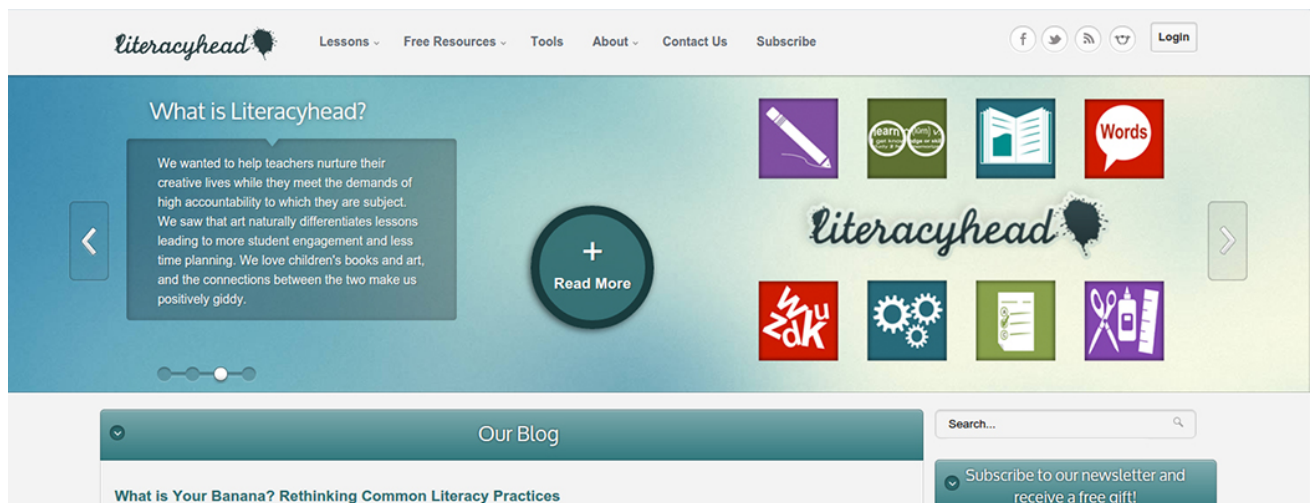 literacyhead
Lessons
Free Resources
Tools
About
Contact Us
Subscribe
f
Login
What is Literacyhead?
We wanted to help teachers nurture their
creative lives while they meet the demands of
high accountability to which they are subject.
We saw that art naturally differentiates lessons
leading to more student engagement and less
time planning. We love children's books and art,
and the connections between the two make us
positively giddy.
+
Read More
learn
Words
literacyhead
W
u
z
d
k
Our Blog
Search...
What is Your Banana? Rethinking Common Literacy Practices
Subscribe to our newsletter and
receive a free gift!